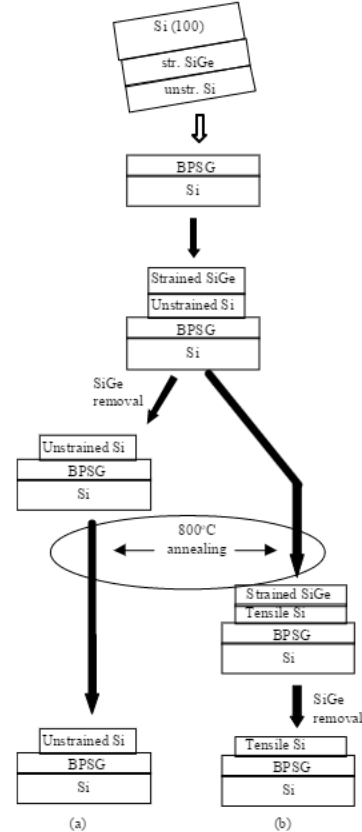 Si (100)
str. SiGe
unstr. Si
BPSG
Si
Strained SiGe
Unstrained Si
BPSG
Si
SiGe
removal
Unstrained Si
BPSG
Si
800°C
annealing
Strained SiGe
Tensile Si
BPSG
Si
SiGe
removal
Unstrained Si
BPSG
Si
Tensile Si
BPSG
Si
(a)
(b)